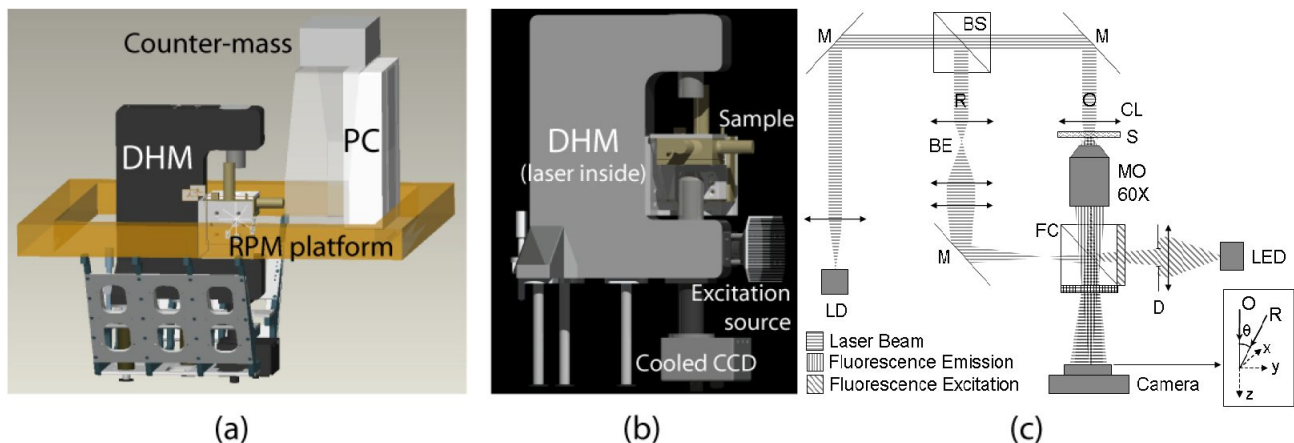 Counter-mass
DHM
PC
RPM platform
(a)
DHM
(laser inside)
Sample
Excitation
source
Cooled CCD
(b)
M
BS
M
R
O
CL
S
BE
MO
60X
FC
M
LED
D
LD
Laser Beam
Fluorescence Emission
Fluorescence Excitation
Camera
O
R
θ
x
y
z
(c)